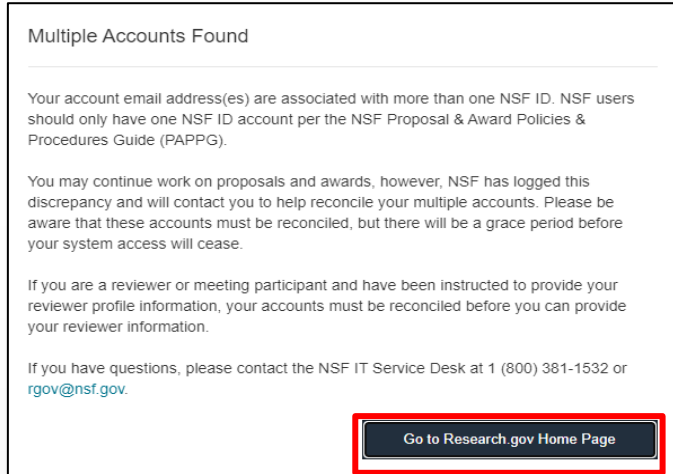 Multiple Accounts Found
Your account email address(es) are associated with more than one NSF ID. NSF users
should only have one NSF ID account per the NSF Proposal & Award Policies &
Procedures Guide (PAPPG).
You may continue work on proposals and awards, however, NSF has logged this
discrepancy and will contact you to help reconcile your multiple accounts. Please be
aware that these accounts must be reconciled, but there will be a grace period before
your system access will cease.
If you are a reviewer or meeting participant and have been instructed to provide your
reviewer profile information, your accounts must be reconciled before you can provide
your reviewer information.
If you have questions, please contact the NSF IT Service Desk at 1 (800) 381-1532 or
rgov@nsf.gov.
Go to Research.gov Home Page